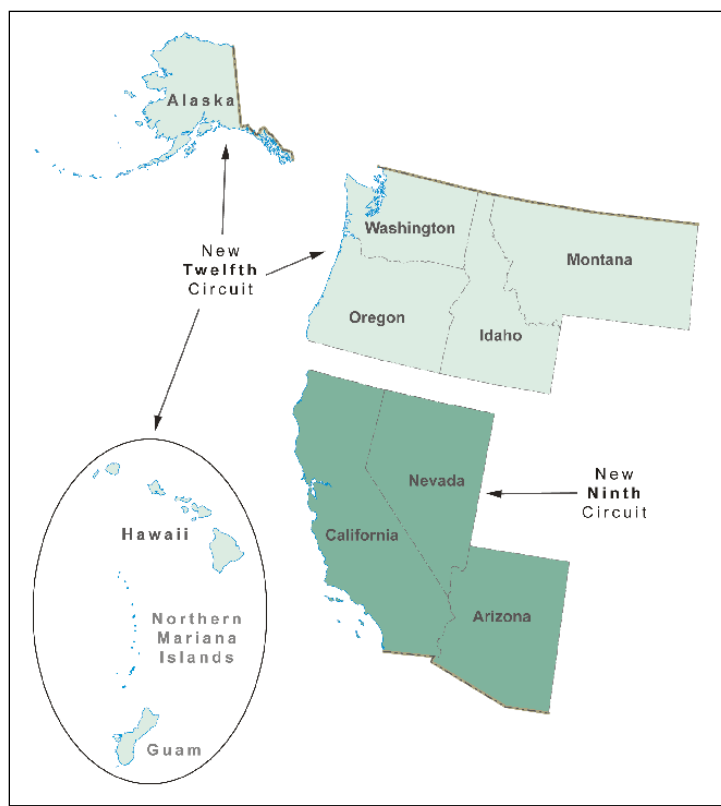 Alaska
Washington
Montana
New
Twelfth
Circuit
Oregon
Idaho
Nevada
New
Ninth
Circuit
California
Hawaii
Northern
Mariana
Islands
Arizona
Guam